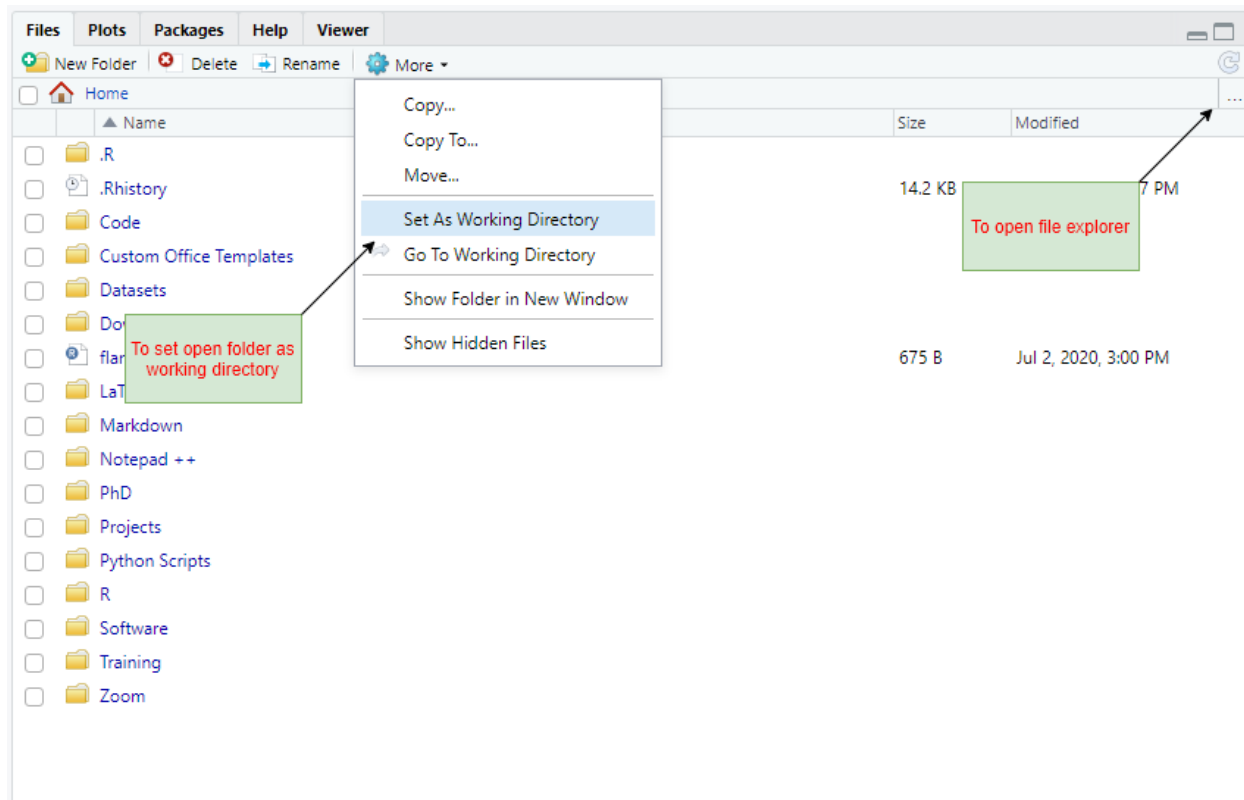 Files Plots Packages Help Viewer
New Folder Delete Rename More
Home ...
Name Size Modified
.R
.Rhistory 14.2 KB 7 PM
Code
Custom Office Templates
Datasets
Copy...
Copy To...
Move...
Set As Working Directory
Go To Working Directory
Show Folder in New Window
Show Hidden Files
To open file explorer
To set open folder as
working directory
675 B Jul 2, 2020, 3:00 PM
Markdown
Notepad ++
PhD
Projects
Python Scripts
R
Software
Training
Zoom